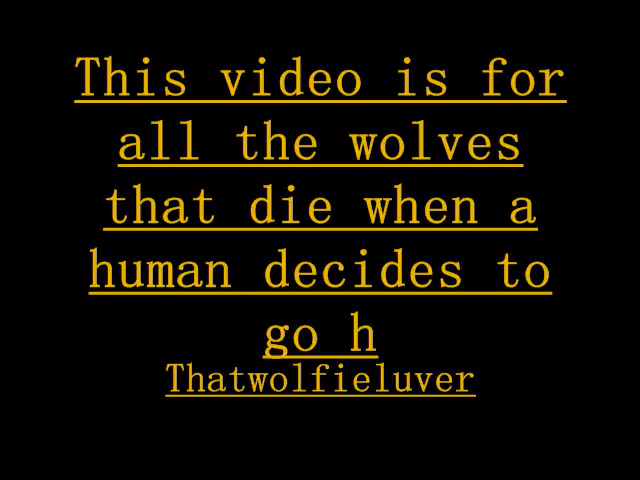 This video is for
all the wolves
that die when a
human decides to
go h
Thatwolfieluver